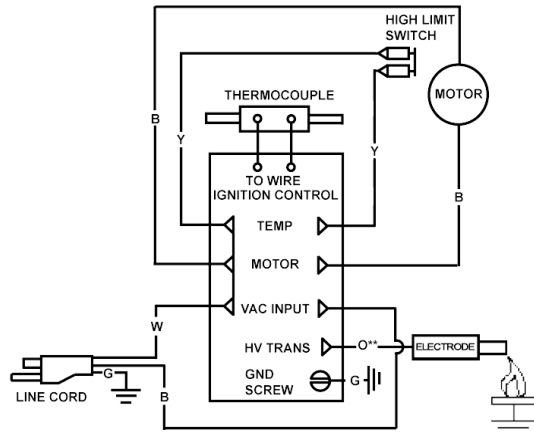 HIGH LIMIT
SWITCH
THERMOCOUPLE
MOTOR
B
Y
Y
B
TO WIRE
IGNITION CONTROL
TEMP
MOTOR
VAC INPUT
W
HV TRANS
O**
ELECTRODE
GND
SCREW
G
G
LINE CORD
B